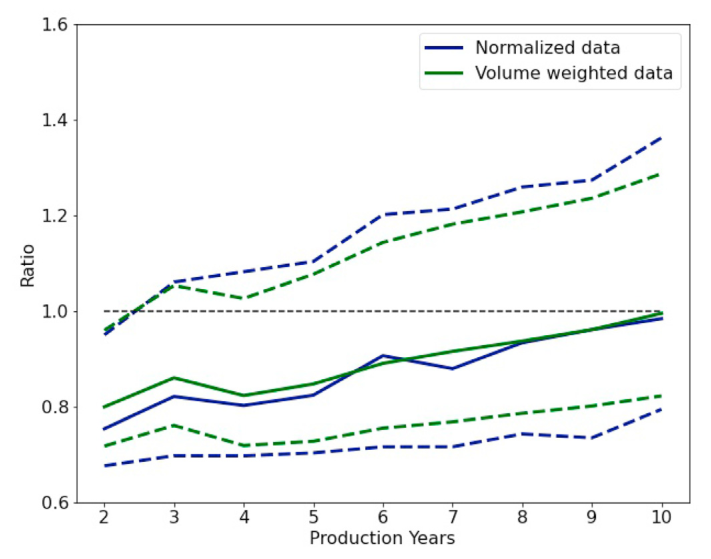 1.6
1.4
1.2
1.0
0.8
0.6
Ratio
Normalized data
Volume weighted data
2 3 4 5 6 7 8 9 10
Production Years